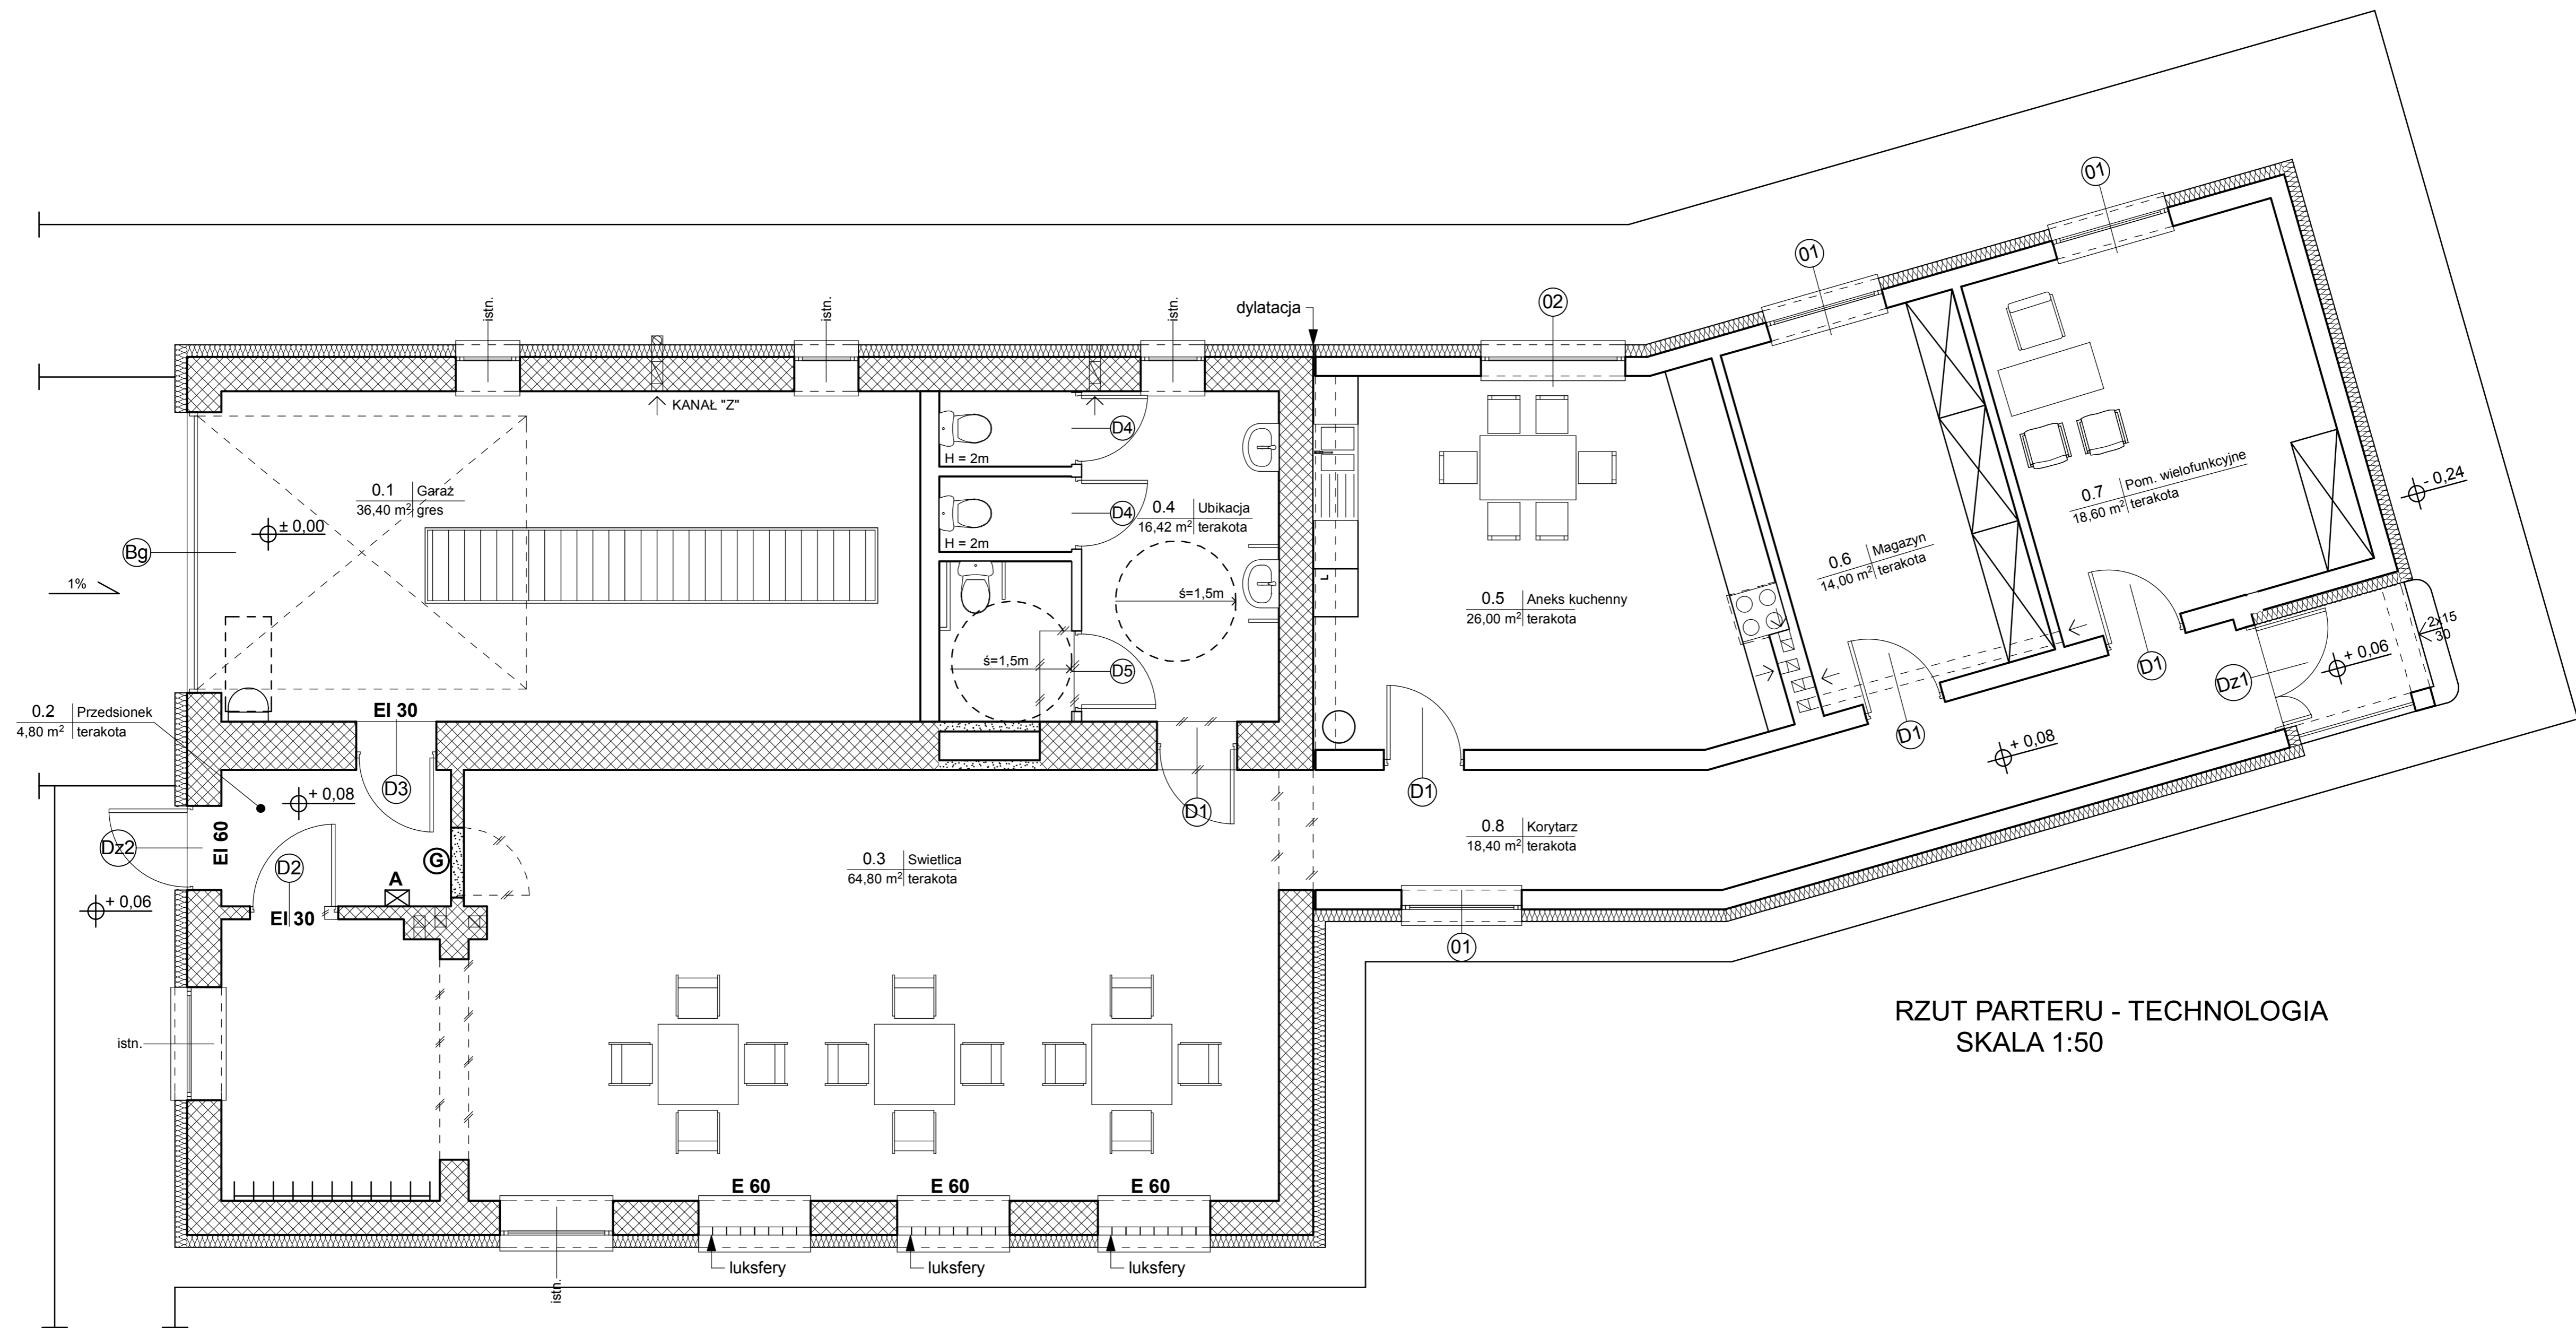 01
01
02
dylatacja
istn.
istn.
istn.
KANAŁ "Z"
D4
H = 2m
0.1 Garaż
36,40 m² gres
± 0,00
Bg
1%
D4
H = 2m
0.4 Ubikacja
16,42 m² terakota
ś=1,5m
ś=1,5m
D5
0.5 Aneks kuchenny
26,00 m² terakota
L
0.6 Magazyn
14,00 m² terakota
0.7 Pom. wielofunkcyjne
18,60 m² terakota
- 0,24
2x15
30
+ 0,06
Dz1
D1
D1
+ 0,08
0.2 Przedsionek
4,80 m² terakota
EI 30
D3
+ 0,08
D1
D1
Dz2
EI 60
D2
A
G
EI 30
+ 0,06
0.3 Swietlica
64,80 m² terakota
0.8 Korytarz
18,40 m² terakota
01
RZUT PARTERU - TECHNOLOGIA
SKALA 1:50
istn.
E 60
E 60
E 60
istn.
luksfery
luksfery
luksfery